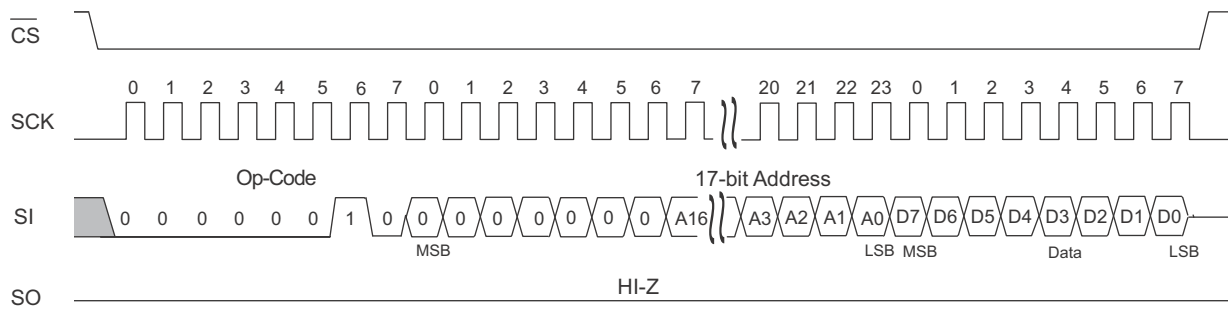 CS
0 1 2 3 4 5 6 7 0 1 2 3 4 5 6 7 20 21 22 23 0 1 2 3 4 5 6 7
SCK
Op-Code 17-bit Address
SI 0 0 0 0 0 0 1 0 0 0 0 0 0 0 0 A16 A3 A2 A1 A0 D7 D6 D5 D4 D3 D2 D1 D0
MSB LSB MSB Data LSB
HI-Z
SO